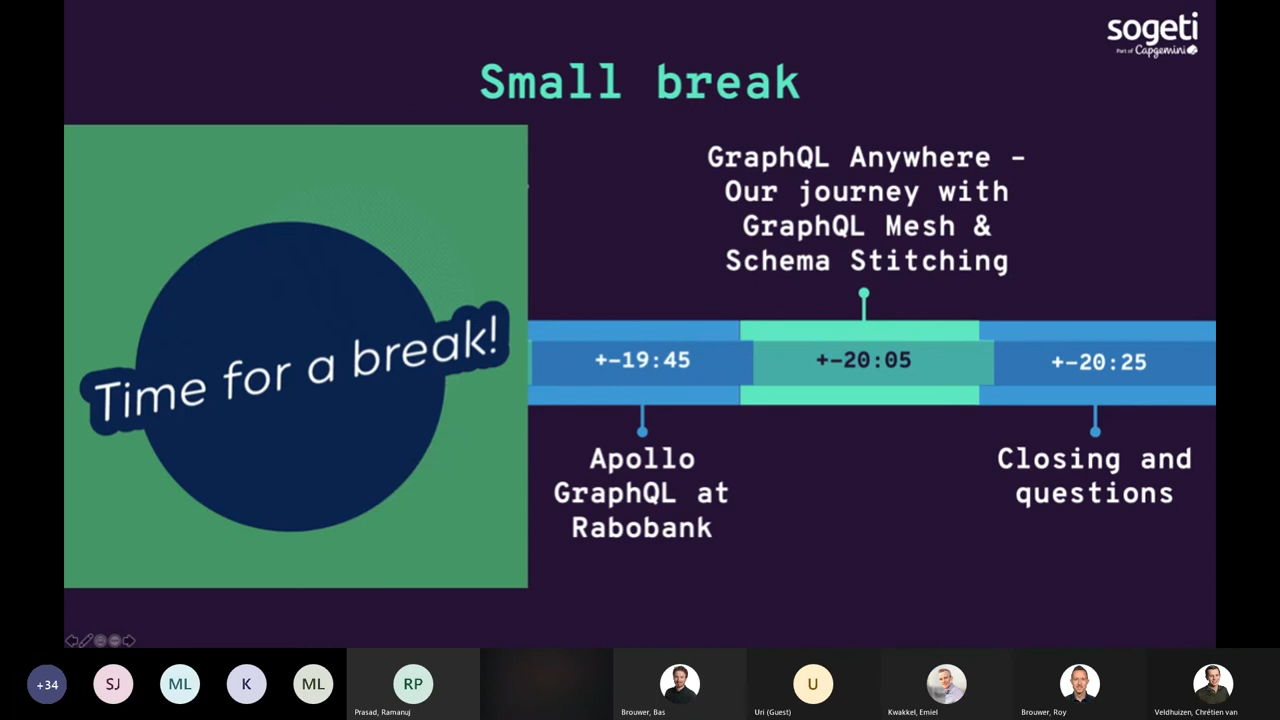 sogeti
Part of Capgemini
Small break
Time for a break!
GraphQL Anywhere –
Our journey with
GraphQL Mesh &
Schema Stitching
+-19:45
+-20:05
+-20:25
Apollo
GraphQL at
Rabobank
Closing and
questions
+34
SJ
ML
K
ML
RP
U
Prasad, Ramanuj
Brouwer, Bas
Uri (Guest)
Kwakkel, Emiel
Brouwer, Roy
Veldhuizen, Chrétien van